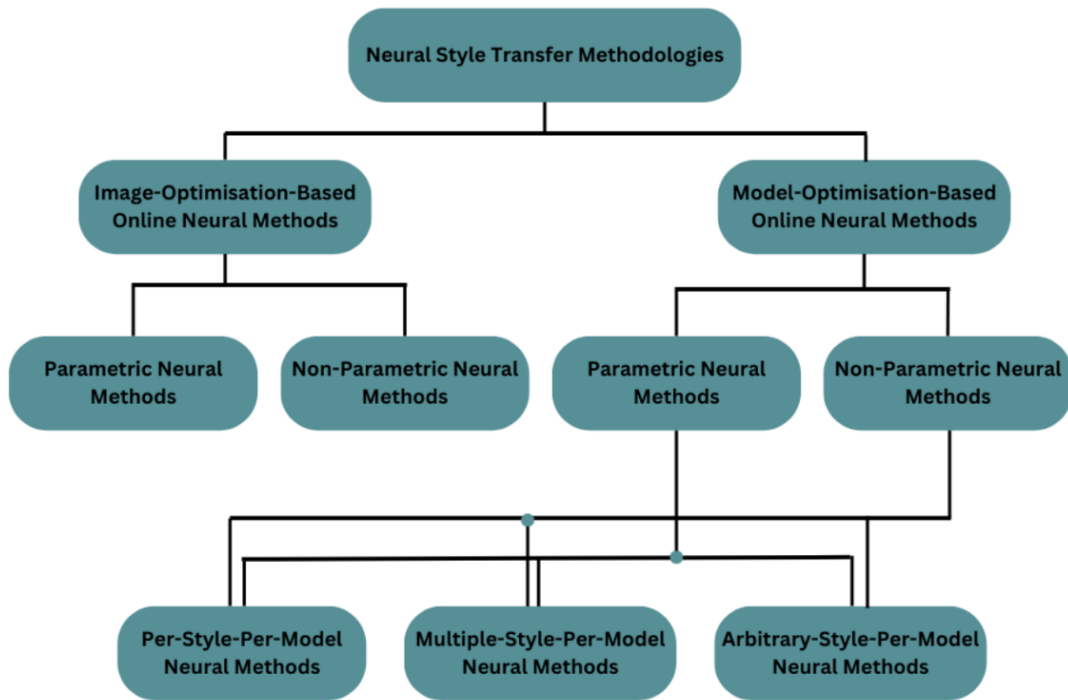 Neural Style Transfer Methodologies
Image-Optimisation-Based
Online Neural Methods
Model-Optimisation-Based
Online Neural Methods
Parametric Neural
Methods
Non-Parametric Neural
Methods
Parametric Neural
Methods
Non-Parametric Neural
Methods
Per-Style-Per-Model
Neural Methods
Multiple-Style-Per-Model
Neural Methods
Arbitrary-Style-Per-Model
Neural Methods